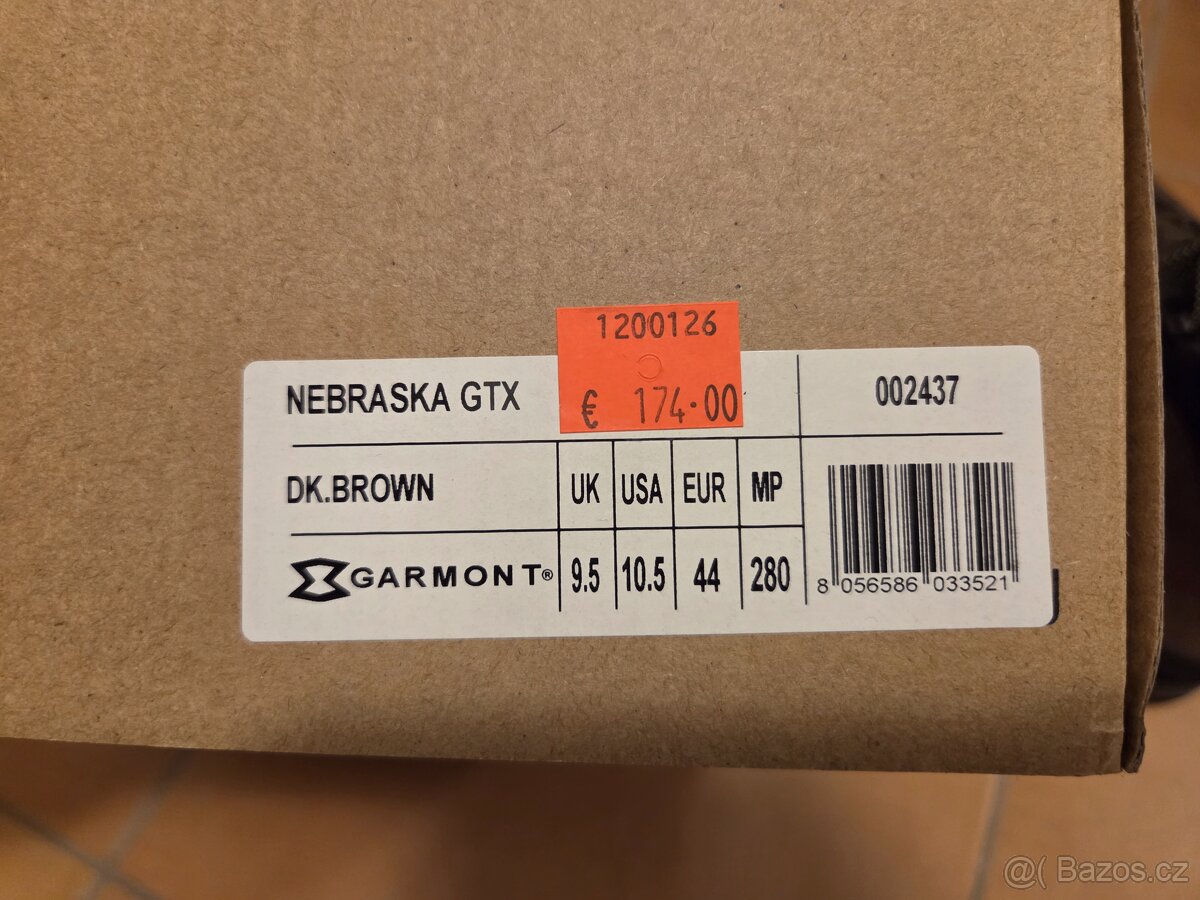 1200126
€ 174.00
NEBRASKA GTX
002437
DK.BROWN UK USA EUR MP
GARMONT® 9.5 10.5 44 280
8 056586 033521
@( Bazos.cz